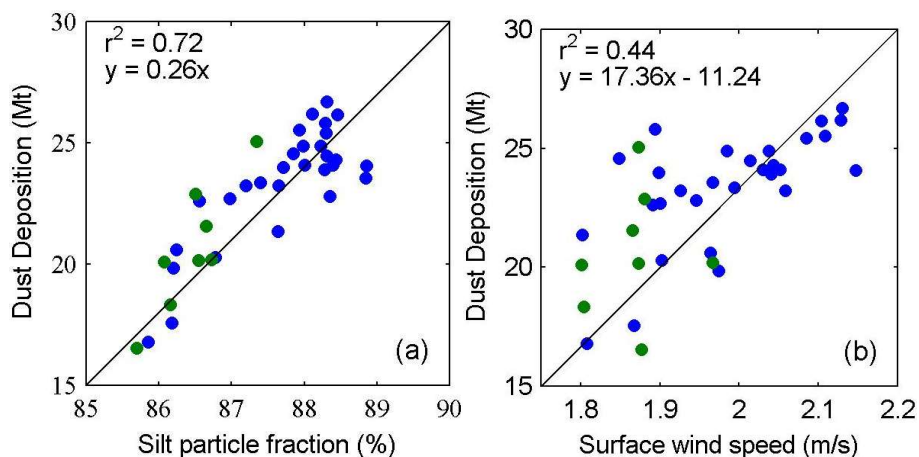 30
r² = 0.72
y = 0.26x
25
20
15
Dust Deposition (Mt)
(a)
85 86 87 88 89 90
Silt particle fraction (%)
30
r² = 0.44
y = 17.36x - 11.24
25
20
15
Dust Deposition (Mt)
(b)
1.8 1.9 2 2.1 2.2
Surface wind speed (m/s)